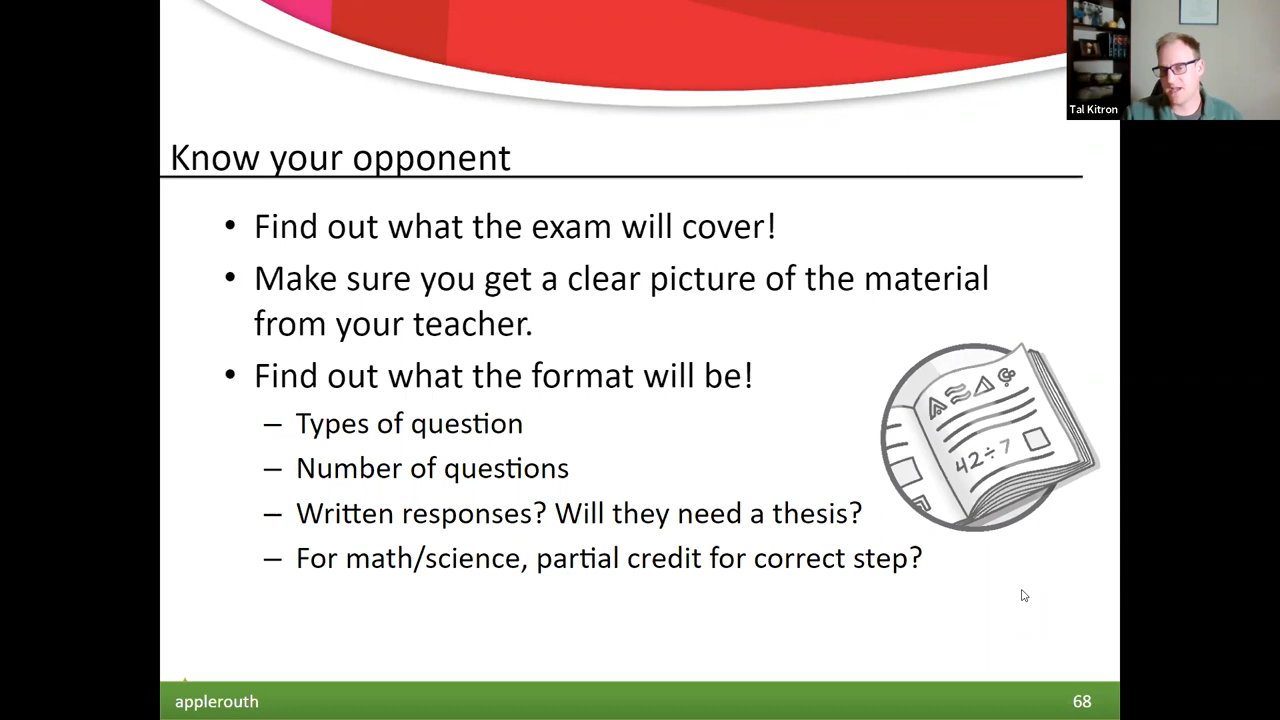 Tal Kitron
Know your opponent
• Find out what the exam will cover!
• Make sure you get a clear picture of the material
from your teacher.
• Find out what the format will be!
– Types of question
– Number of questions
– Written responses? Will they need a thesis?
– For math/science, partial credit for correct step?
42÷7
applerouth
68